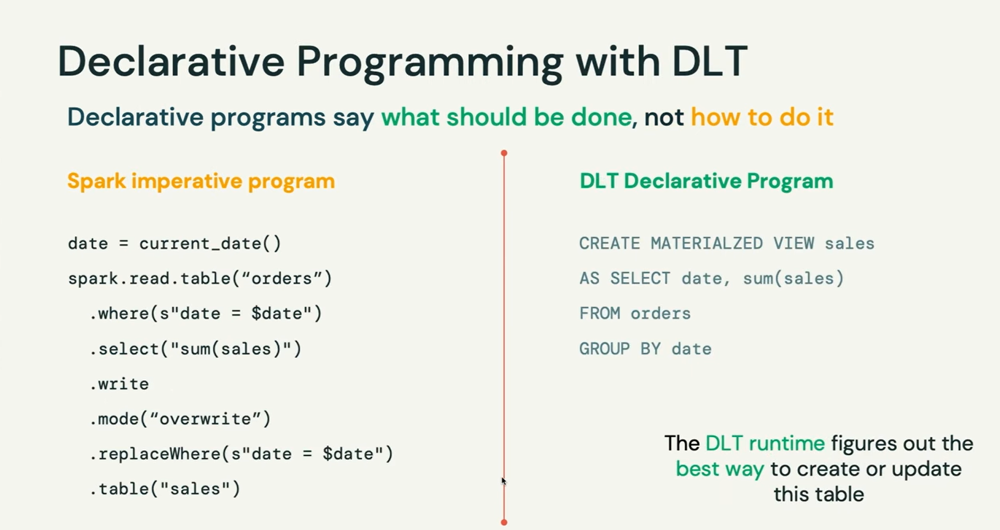 Declarative Programming with DLT
Declarative programs say what should be done, not how to do it
Spark imperative program
date = current_date()
spark.read.table(“orders”)
.where(s"date = $date")
.select("sum(sales)")
.write
.mode(“overwrite”)
.replaceWhere(s"date = $date")
.table("sales")
DLT Declarative Program
CREATE MATERIALZED VIEW sales
AS SELECT date, sum(sales)
FROM orders
GROUP BY date
The DLT runtime figures out the
best way to create or update
this table